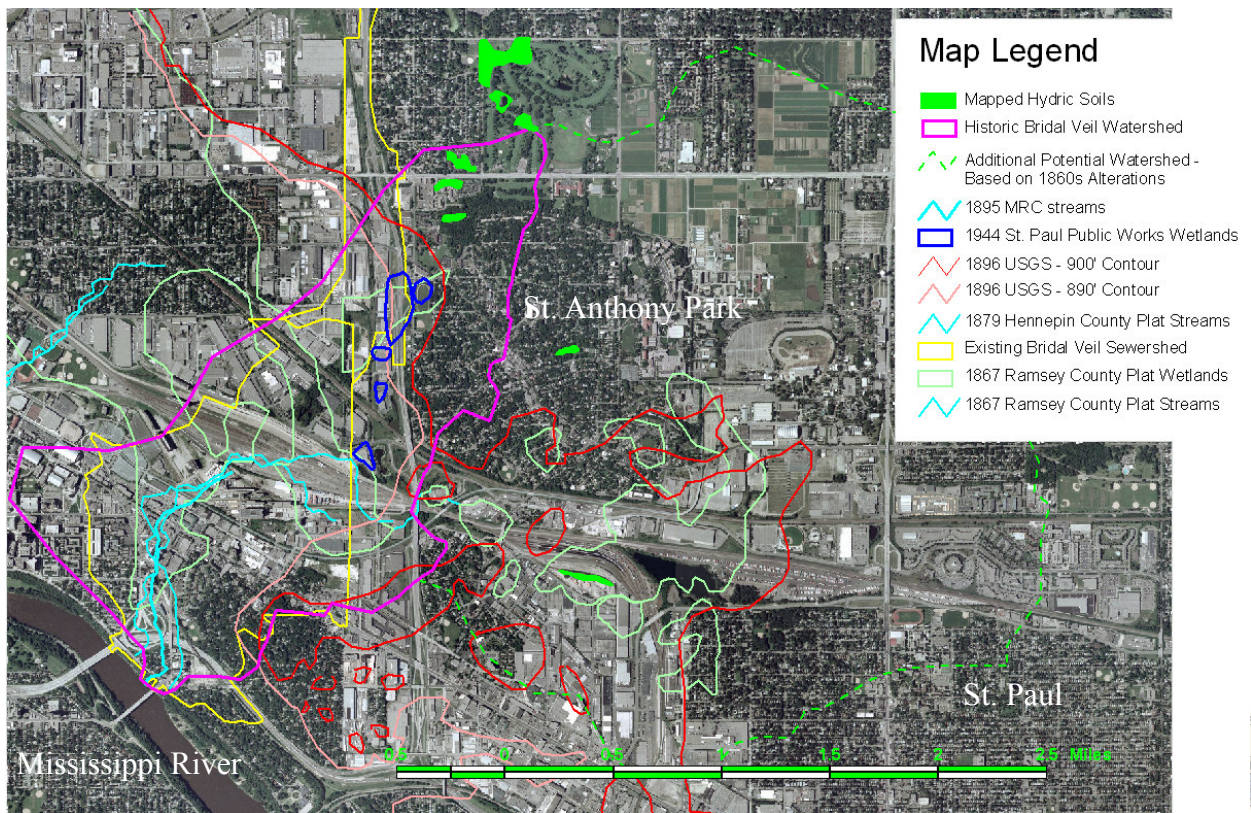 Map Legend
Mapped Hydric Soils
Historic Bridal Veil Watershed
Additional Potential Watershed -
Based on 1860s Alterations
1895 MRC streams
1944 St. Paul Public Works Wetlands
1896 USGS - 900' Contour
1896 USGS - 890' Contour
1879 Hennepin County Plat Streams
Existing Bridal Veil Sewershed
1867 Ramsey County Plat Wetlands
1867 Ramsey County Plat Streams
St. Anthony Park
St. Paul
Mississippi River
0.5 0 0.5 1 1.5 2 2.5 Miles